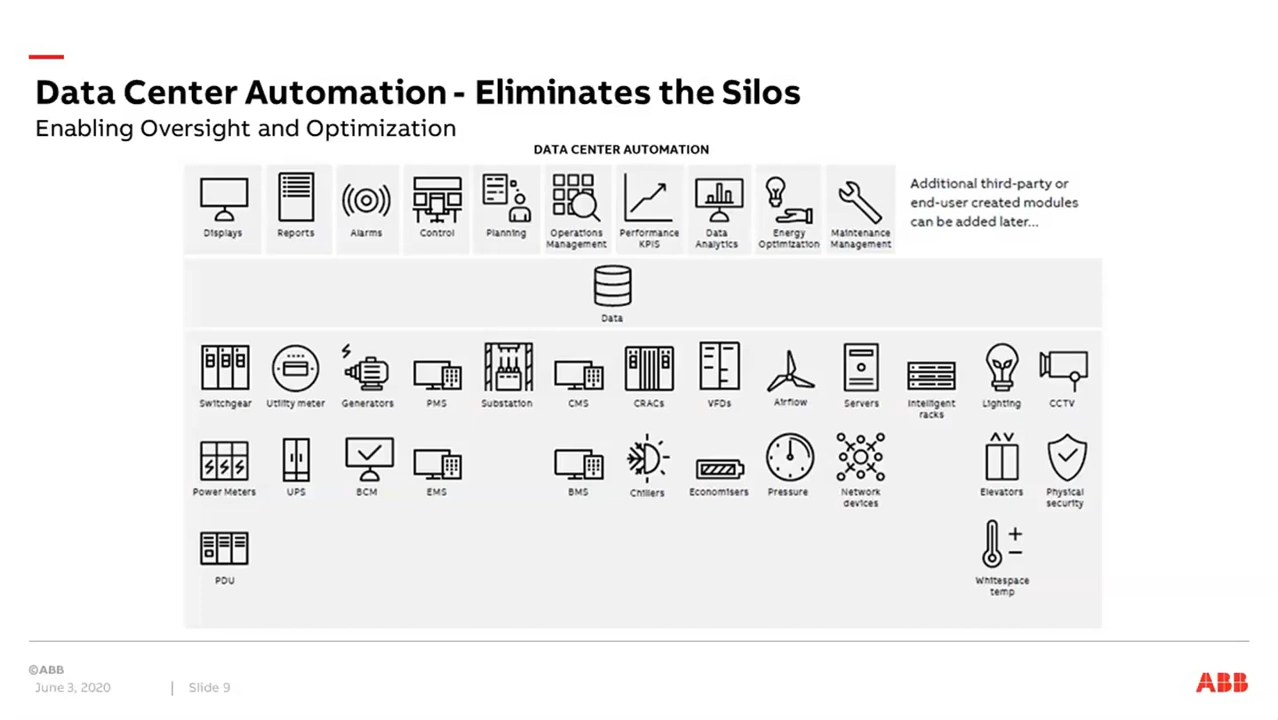 Data Center Automation - Eliminates the Silos
Enabling Oversight and Optimization
DATA CENTER AUTOMATION
Displays
Reports
Alarms
Control
Planning
Operations
Management
Performance
KPIS
Data
Analytics
Energy
Optimization
Maintenance
Management
Additional third-party or
end-user created modules
can be added later...
Data
Switchgear
Utility meter
Generators
PMS
Substation
CMS
CRACs
VFDs
Airflow
Servers
Intelligent
racks
Lighting
CCTV
Power Meters
UPS
BCM
EMS
BMS
Chillers
Economisers
Pressure
Network
devices
Elevators
Physical
security
PDU
Whitespace
temp
©ABB
June 3, 2020 | Slide 9
ABB